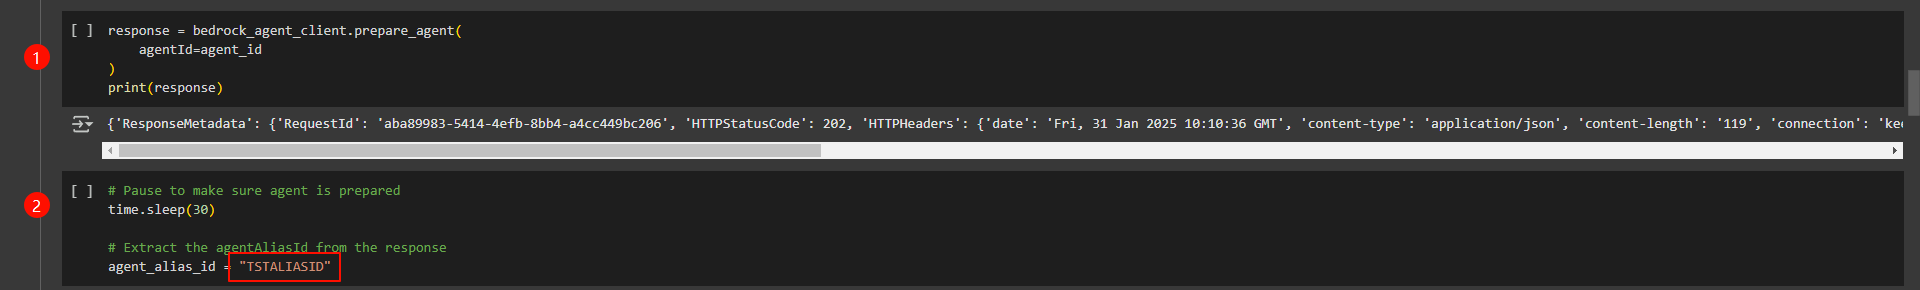 [ ] response = bedrock_agent_client.prepare_agent(
agentId=agent_id
1
)
print(response)
{'ResponseMetadata': {'RequestId': 'aba89983-5414-4efb-8bb4-a4cc449bc206', 'HTTPStatusCode': 202, 'HTTPHeaders': {'date': 'Fri, 31 Jan 2025 10:10:36 GMT', 'content-type': 'application/json', 'content-length': '119', 'connection': 'kee
[ ] # Pause to make sure agent is prepared
2
time.sleep(30)
# Extract the agentAliasId from the response
agent_alias_id = "TSTALIASID"